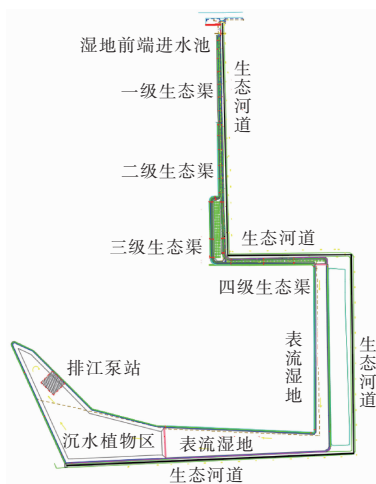 湿地前端进水池
生态河道
一级生态渠
二级生态渠
三级生态渠
生态河道
四级生态渠
表流湿地
生态河道
排江泵站
沉水植物区
表流湿地
生态河道